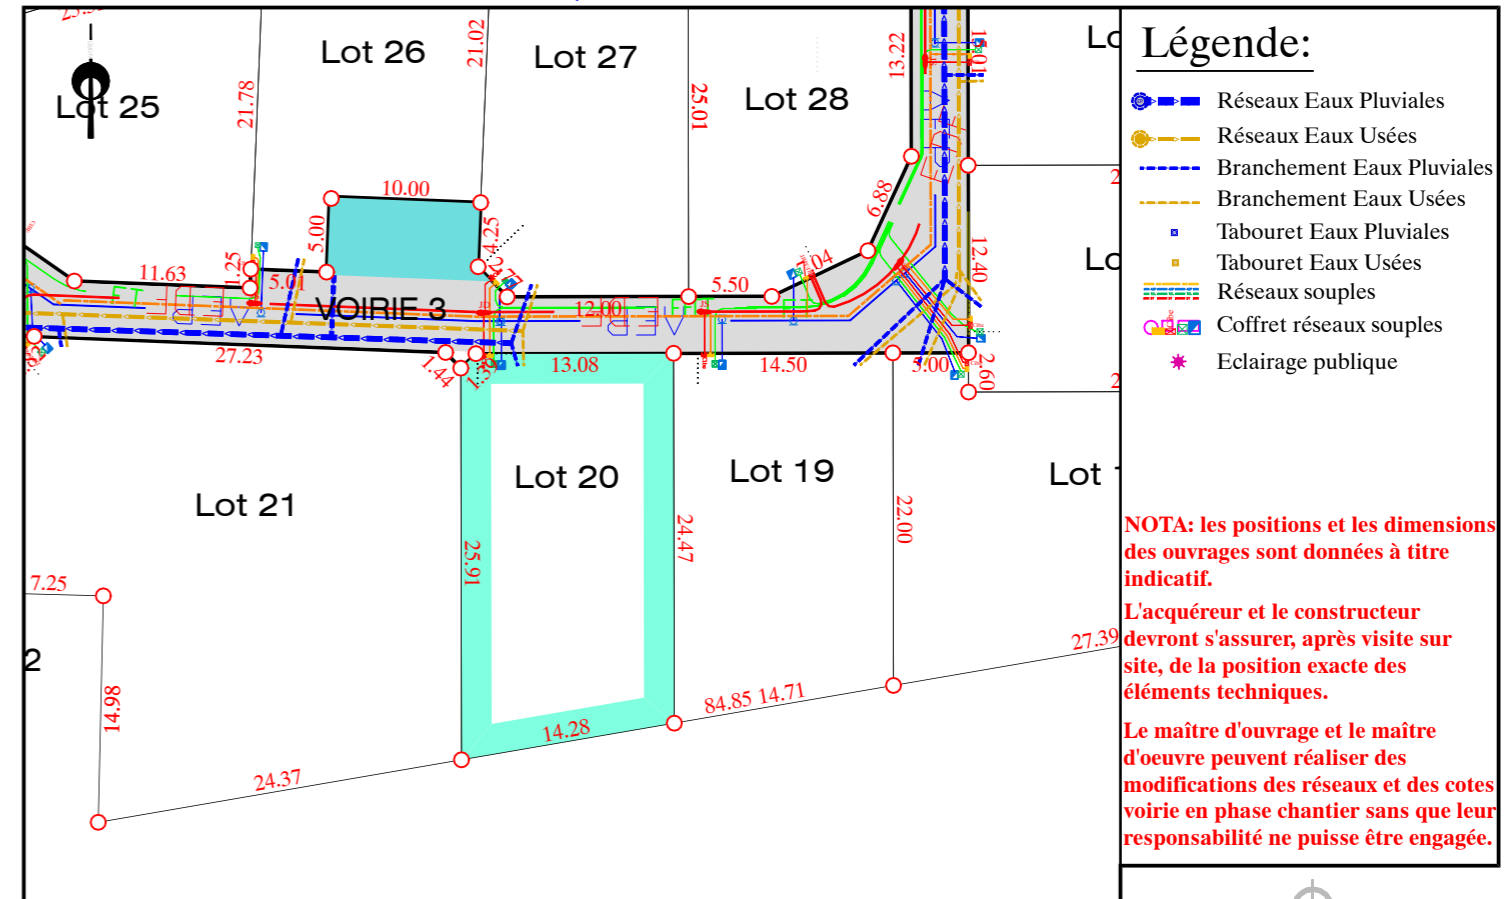 Lot 26
21.02
Lot 27
13.22
Lot 25
21.78
25.01
Lot 28
10.00
6.88
5.00
4.25
12.40
7.04
11.63
1.25
5.01
2.77
5.50
VOIRIE 3
12.00
27.23
1.44
13.08
14.50
5.00
2.60
Lot 21
Lot 20
Lot 19
Lot
25.91
24.47
22.00
7.25
14.98
2
27.39
84.85 14.71
14.28
24.37
Légende:
Réseaux Eaux Pluviales
Réseaux Eaux Usées
Branchement Eaux Pluviales
Branchement Eaux Usées
Tabouret Eaux Pluviales
Tabouret Eaux Usées
Réseaux souples
Coffret réseaux souples
Eclairage publique
NOTA: les positions et les dimensions
des ouvrages sont données à titre
indicatif.
L'acquéreur et le constructeur
devront s'assurer, après visite sur
site, de la position exacte des
éléments techniques.
Le maître d'ouvrage et le maître
d'oeuvre peuvent réaliser des
modifications des réseaux et des cotes
voirie en phase chantier sans que leur
responsabilité ne puisse être engagée.